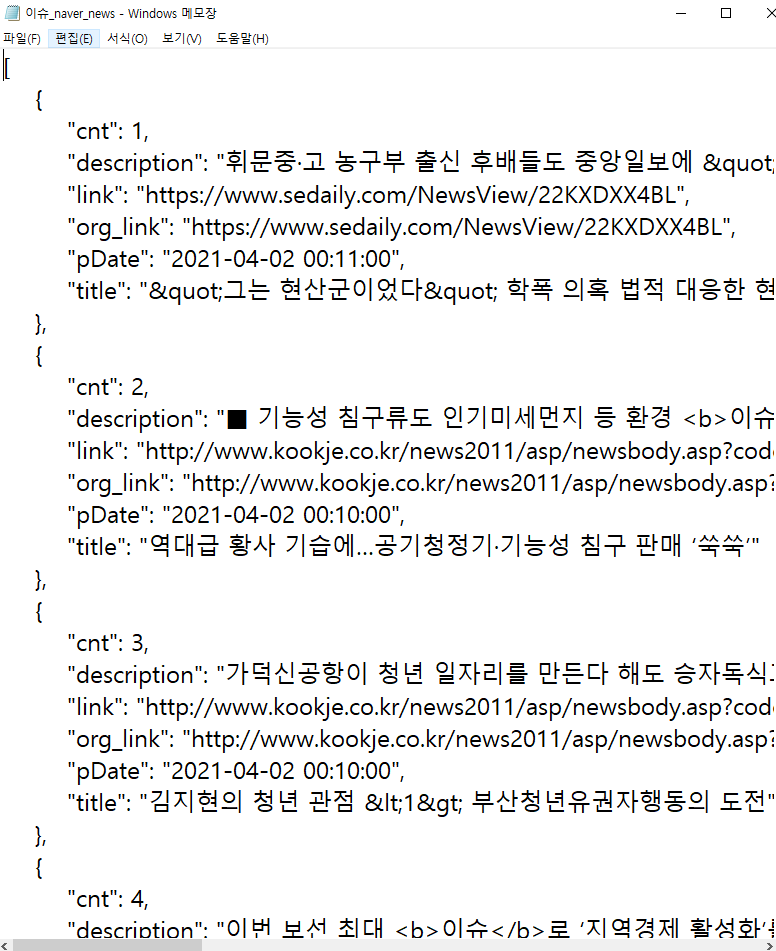 이슈_naver_news - Windows 메모장
파일(F) 편집(E) 서식(O) 보기(V) 도움말(H)
[
{
"cnt": 1,
"description": "휘문중·고 농구부 출신 후배들도 중앙일보에 &quot;
"link": "https://www.sedaily.com/NewsView/22KXDXX4BL",
"org_link": "https://www.sedaily.com/NewsView/22KXDXX4BL",
"pDate": "2021-04-02 00:11:00",
"title": "&quot;그는 현산군이었다&quot; 학폭 의혹 법적 대응한 현
},
{
"cnt": 2,
"description": "■ 기능성 침구류도 인기미세먼지 등 환경 <b>이슈
"link": "http://www.kookje.co.kr/news2011/asp/newsbody.asp?code
"org_link": "http://www.kookje.co.kr/news2011/asp/newsbody.asp?
"pDate": "2021-04-02 00:10:00",
"title": "역대급 황사 기습에…공기청정기·기능성 침구 판매 ‘쑥쑥’"
},
{
"cnt": 3,
"description": "가덕신공항이 청년 일자리를 만든다 해도 승자독식
"link": "http://www.kookje.co.kr/news2011/asp/newsbody.asp?code
"org_link": "http://www.kookje.co.kr/news2011/asp/newsbody.asp?
"pDate": "2021-04-02 00:10:00",
"title": "김지현의 청년 관점 &lt;1&gt; 부산청년유권자행동의 도전"
},
{
"cnt": 4,
"description": "이번 보선 최대 <b>이슈</b>로 ‘지역경제 활성화’를